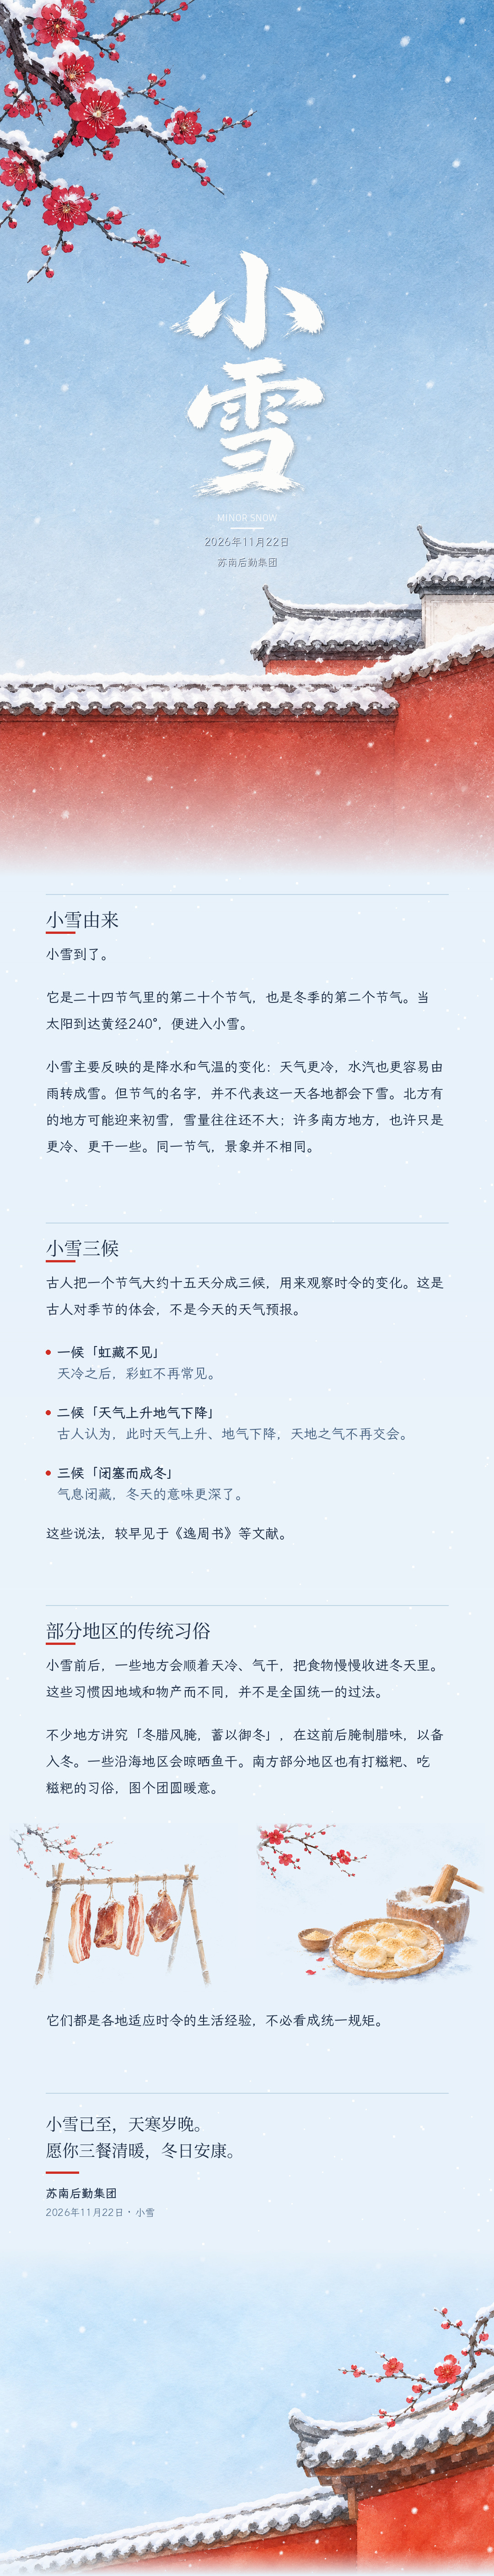 小
雪
MINOR SNOW
2026年11月22日
苏南后勤集团
小雪由来
小雪到了。
它是二十四节气里的第二十个节气，也是冬季的第二个节气。当
太阳到达黄经240°，便进入小雪。
小雪主要反映的是降水和气温的变化：天气更冷，水汽也更容易由
雨转成雪。但节气的名字，并不代表这一天各地都会下雪。北方有
的地方可能迎来初雪，雪量往往还不大；许多南方地方，也许只是
更冷、更干一些。同一节气，景象并不相同。
小雪三候
古人把一个节气大约十五天分成三候，用来观察时令的变化。这是
古人对季节的体会，不是今天的天气预报。
一候「虹藏不见」
天冷之后，彩虹不再常见。
二候「天气上升地气下降」
古人认为，此时天气上升、地气下降，天地之气不再交会。
三候「闭塞而成冬」
气息闭藏，冬天的意味更深了。
这些说法，较早见于《逸周书》等文献。
部分地区的传统习俗
小雪前后，一些地方会顺着天冷、气干，把食物慢慢收进冬天里。
这些习惯因地域和物产而不同，并不是全国统一的过法。
不少地方讲究「冬腊风腌，蓄以御冬」，在这前后腌制腊味，以备
入冬。一些沿海地区会晾晒鱼干。南方部分地区也有打糍粑、吃
糍粑的习俗，图个团圆暖意。
它们都是各地适应时令的生活经验，不必看成统一规矩。
小雪已至，天寒岁晚。
愿你三餐清暖，冬日安康。
苏南后勤集团
2026年11月22日·小雪